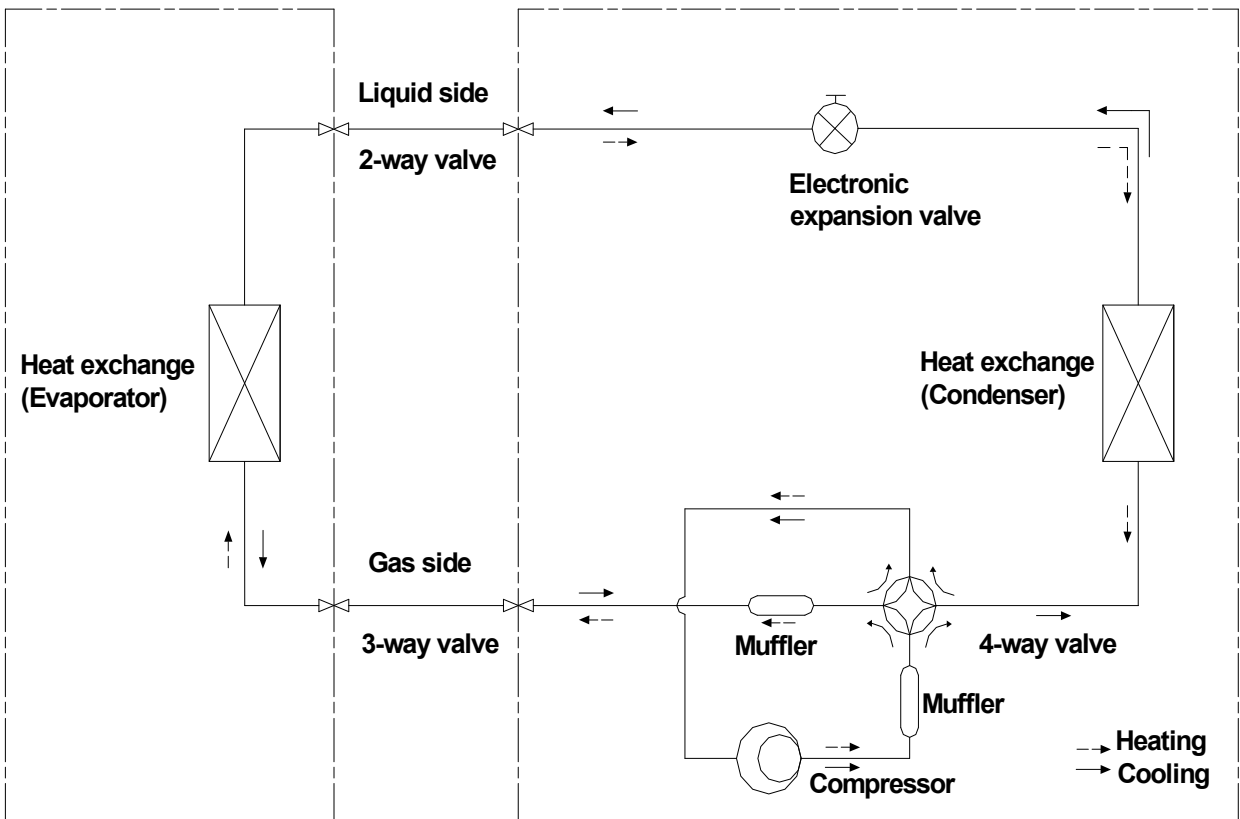 Liquid side
2-way valve
Electronic
expansion valve
Heat exchange
(Evaporator)
Heat exchange
(Condenser)
Gas side
3-way valve
Muffler
4-way valve
Muffler
Compressor
Heating
Cooling